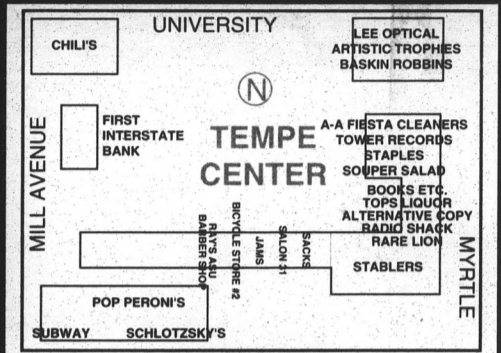 UNIVERSITY
CHILI'S
LEE OPTICAL
ARTISTIC TROPHIES
BASKIN ROBBINS
N
MILL AVENUE
FIRST
INTERSTATE
BANK
TEMPE
CENTER
A-A FIESTA CLEANERS
TOWER RECORDS
STAPLES
SOUPER SALAD
BOOKS ETC.
TOPS LIQUOR
ALTERNATIVE COPY
RADIO SHACK
RARE LION
STABLERS
MYRTLE
RAY'S ASU
BARBER SHOP
BICYCLE STORE #2
JAMS
SALON 21
SACKS
POP PERONI'S
SUBWAY
SCHLOTZSKY'S